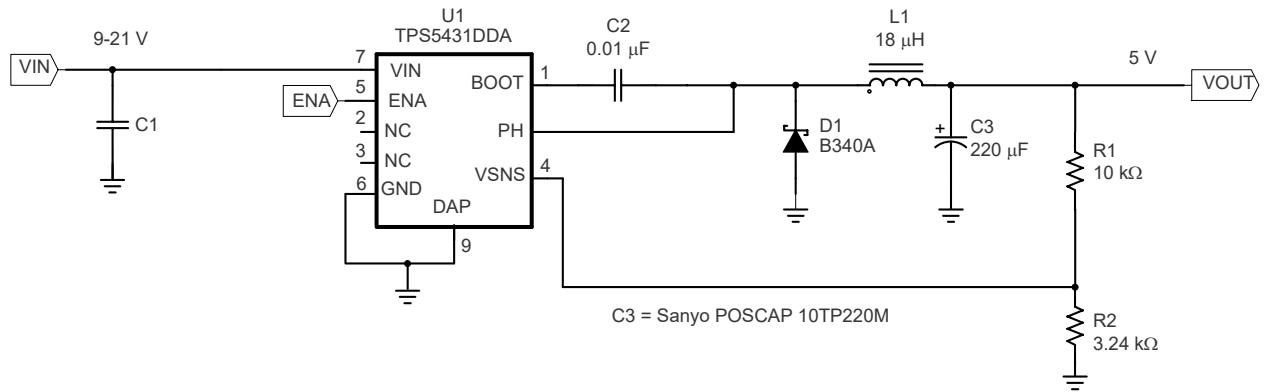 U1
TPS5431DDA
9-21 V
VIN
C1
ENA
7
5
2
3
6
VIN
ENA
NC
NC
GND
DAP
9
BOOT
PH
VSNS
1
4
C2
0.01 μF
L1
18 μH
D1
B340A
+
C3
220 μF
5 V
VOUT
R1
10 kΩ
R2
3.24 kΩ
C3 = Sanyo POSCAP 10TP220M